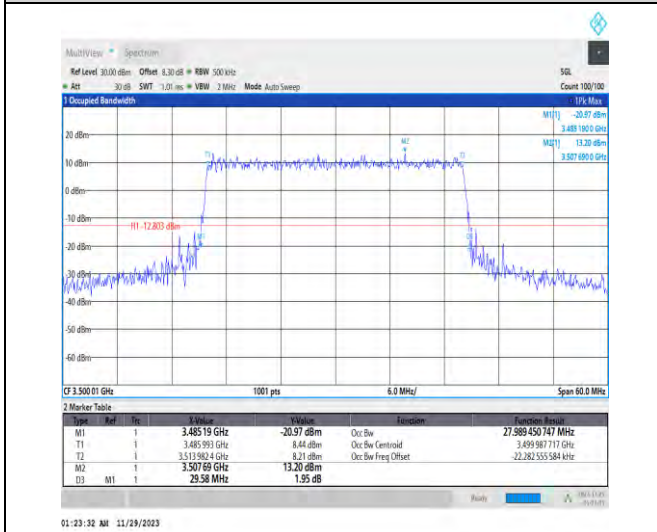 MultiView Spectrum
Ref Level 30.00 dBm Offset 8.30 dB RBW 500 kHz SGL
Att 30 dB SWT 1.01 ms VBW 2 MHz Mode Auto Sweep Count 100/100
1 Occupied Bandwidth 1Pk Max
M1[1] -20.97 dBm
3.485 190 0 GHz
M2[1] 13.20 dBm
3.507 690 0 GHz
20 dBm
M2
T1 T2
10 dBm
0 dBm
-10 dBm
H1 -12.803 dBm
M1
-20 dBm
-30 dBm
-40 dBm
-50 dBm
-60 dBm
CF 3.500 01 GHz 1001 pts 6.0 MHz/ Span 60.0 MHz
2 Marker Table
Type Ref Trc X-Value Y-Value Function Function Result
M1 1 3.485 19 GHz -20.97 dBm Occ Bw 27.989 450 747 MHz
T1 1 3.485 993 GHz 8.44 dBm Occ Bw Centroid 3.499 987 717 GHz
T2 1 3.513 982 4 GHz 8.21 dBm Occ Bw Freq Offset -22.282 555 584 kHz
M2 1 3.507 69 GHz 13.20 dBm
D3 M1 1 29.58 MHz 1.95 dB
Ready
01:23:32 AM 11/29/2023